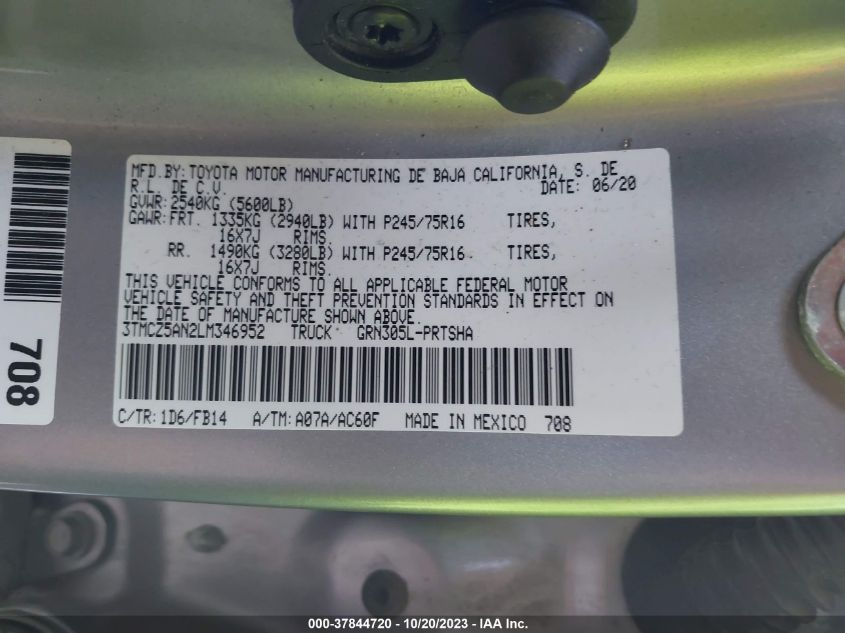 MFD.BY:TOYOTA MOTOR MANUFACTURING DE BAJA CALIFORNIA, S. DE
R.L. DE C.V. DATE: 06/20
GVWR:2540KG (5600LB)
GAWR:FRT. 1335KG (2940LB) WITH P245/75R16 TIRES,
16X7J RIMS.
RR. 1490KG (3280LB) WITH P245/75R16 TIRES,
16X7J RIMS.
THIS VEHICLE CONFORMS TO ALL APPLICABLE FEDERAL MOTOR
VEHICLE SAFETY AND THEFT PREVENTION STANDARDS IN EFFECT ON
THE DATE OF MANUFACTURE SHOWN ABOVE.
3TMCZ5AN2LM346952 TRUCK GRN305L-PRTSHA
C/TR:1D6/FB14 A/TM:A07A/AC60F MADE IN MEXICO 708
708
000-37844720 - 10/20/2023 - IAA Inc.